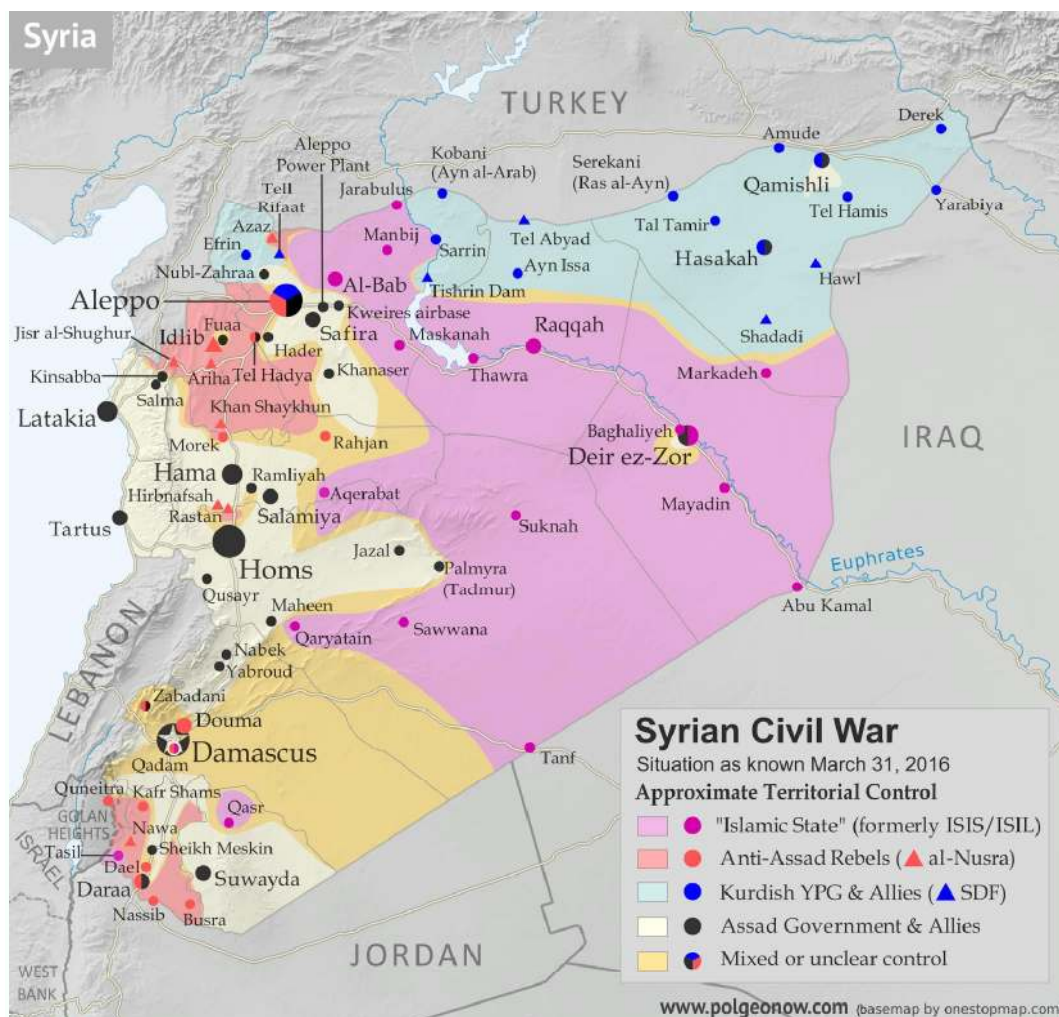 Syria
TURKEY
Derek
Amude
Aleppo
Power Plant
Kobani
(Ayn al-Arab)
Serekani
(Ras al-Ayn)
Qamishli
Jarabulus
Tell
Rifaat
Azaz
Tel Hamis
Yarabiya
Tal Tamir
Efrin
Manbij
Sarrin
Tel Abyad
Hasakah
Nubl-Zahraa
Al-Bab
Ayn Issa
Hawl
Tishrin Dam
Aleppo
Kweires airbase
Shadadi
Jisr al-Shughur
Idlib
Fuaa
Safira
Maskanah
Raqqah
Hader
Kinsabba
Ariha
Tel Hadya
Khanaser
Thawra
Markadeh
Salma
Latakia
Khan Shaykhun
IRAQ
Morek
Rahjan
Baghaliyeh
Deir ez-Zor
Hama
Ramliyah
Hirbnafsah
Aqerabat
Mayadin
Rastan
Salamiya
Tartus
Suknah
Homs
Jazal
Palmyra
(Tadmur)
Euphrates
Qusayr
Abu Kamal
Maheen
LEBANON
Qaryatain
Sawwana
Nabek
Yabroud
Zabadani
Douma
Damascus
Tanf
Qadam
Quneitra
Kafr Shams
GOLAN
HEIGHTS
Qasr
Nawa
ISRAEL
Tasil
Sheikh Meskin
Dael
Daraa
Suwayda
Nassib
Busra
JORDAN
WEST
BANK
Syrian Civil War
Situation as known March 31, 2016
Approximate Territorial Control
"Islamic State" (formerly ISIS/ISIL)
Anti-Assad Rebels (▲ al-Nusra)
Kurdish YPG & Allies (▲ SDF)
Assad Government & Allies
Mixed or unclear control
www.polgeonow.com (basemap by onestopmap.com